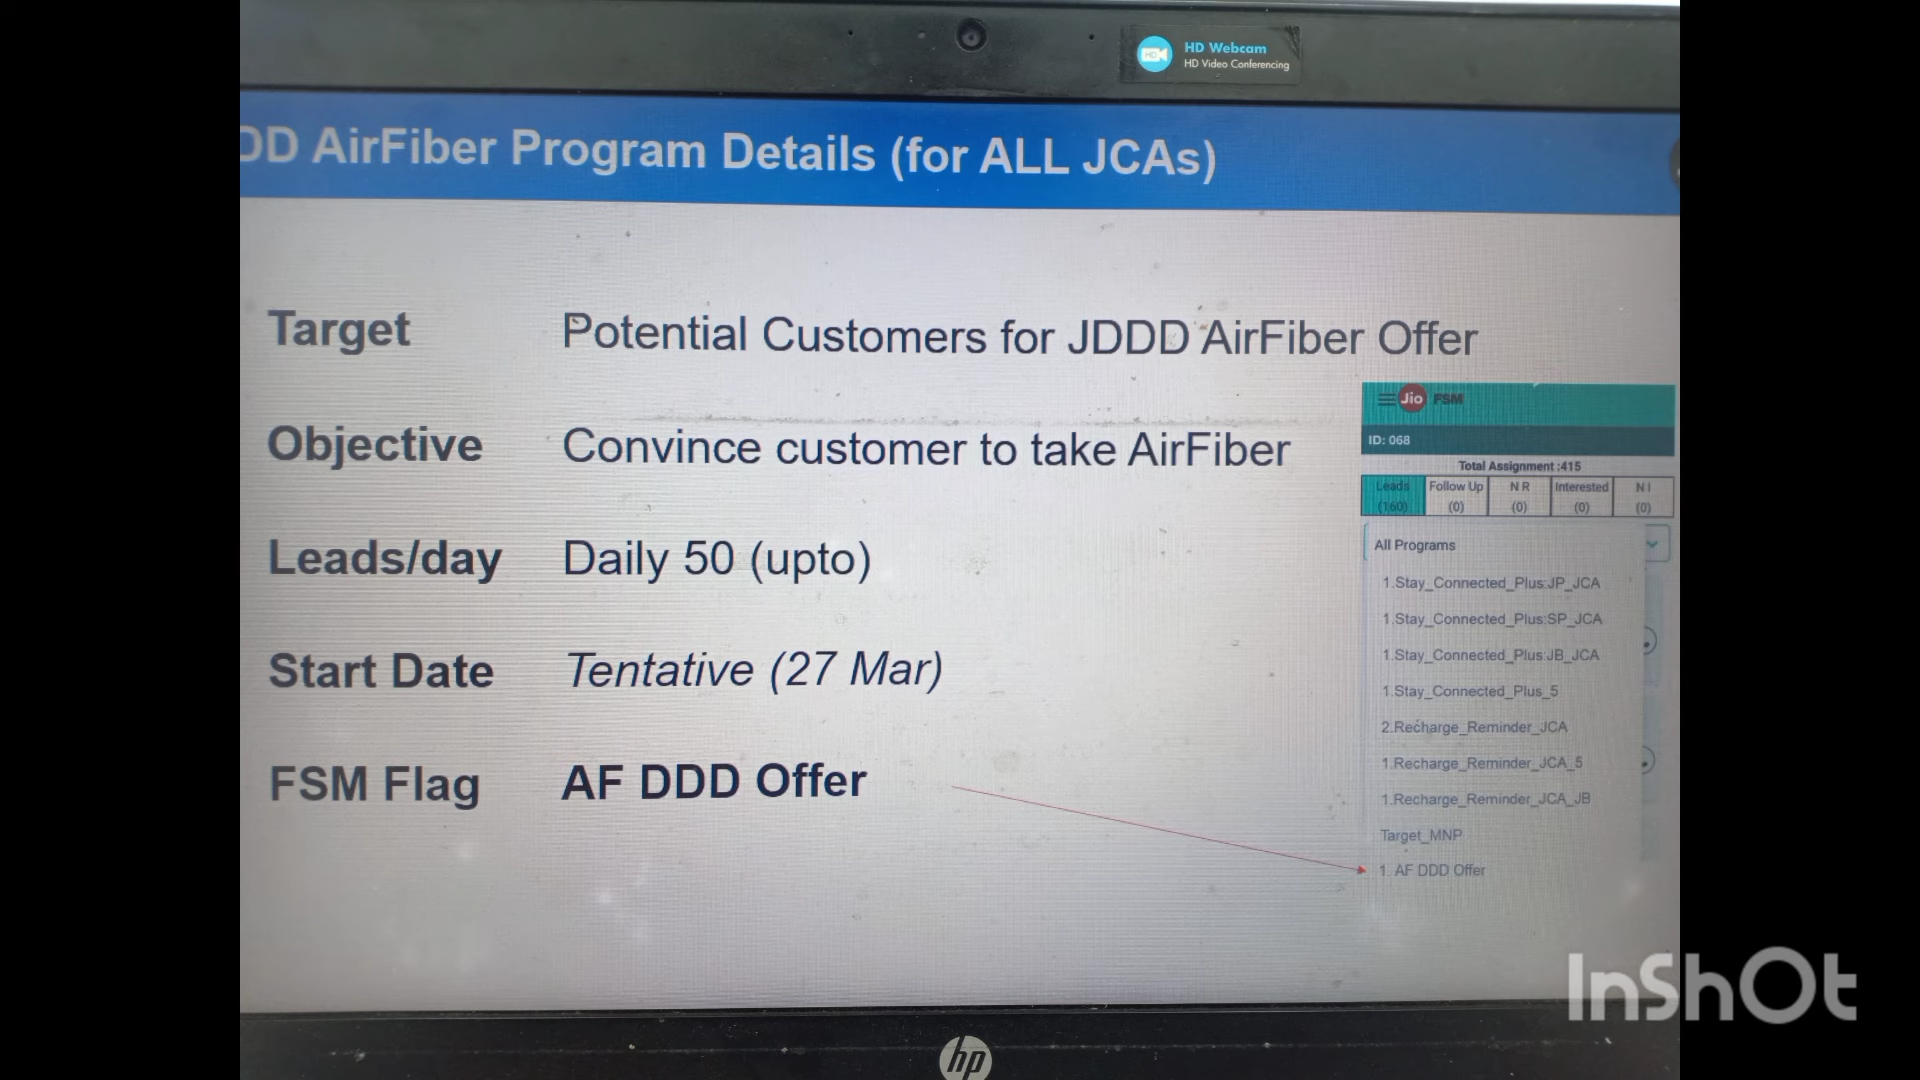 HD Webcam
HD Video Conferencing
DD AirFiber Program Details (for ALL JCAs)
Target Potential Customers for JDDD AirFiber Offer
Objective Convince customer to take AirFiber
Leads/day Daily 50 (upto)
Start Date Tentative (27 Mar)
FSM Flag AF DDD Offer
Jio FSM
ID: 068
Total Assignment :415
Leads Follow Up N R Interested N I
(160) (0) (0) (0) (0)
All Programs
1.Stay_Connected_Plus:JP_JCA
1.Stay_Connected_Plus:SP_JCA
1.Stay_Connected_Plus:JB_JCA
1.Stay_Connected_Plus_5
2.Recharge_Reminder_JCA
1.Recharge_Reminder_JCA_5
1.Recharge_Reminder_JCA_JB
Target_MNP
1. AF DDD Offer
InShOt
hp